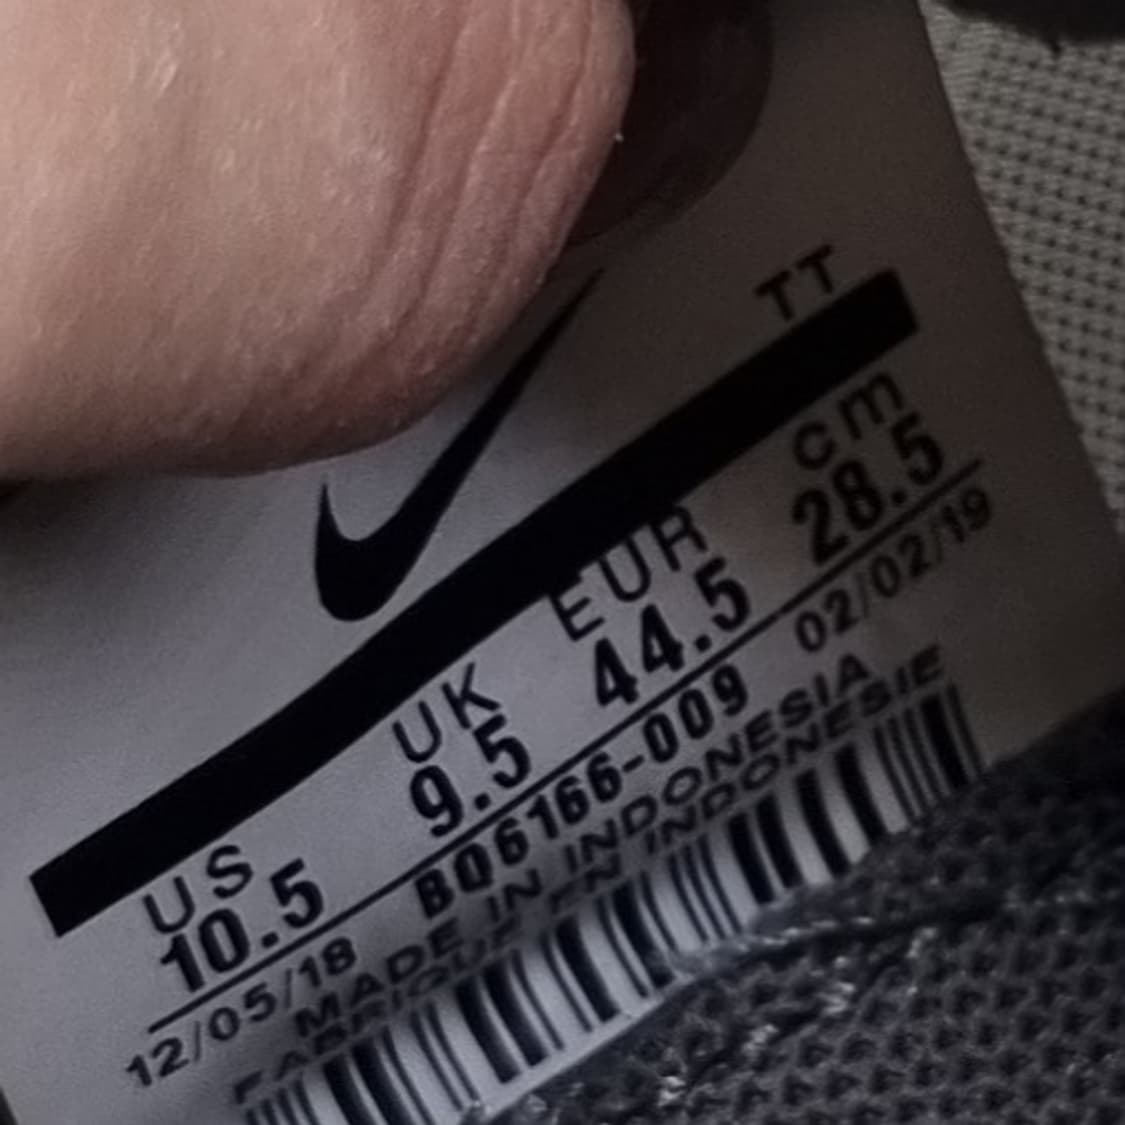 TT
US UK EUR cm
10.5 9.5 44.5 28.5
12/05/18 BQ6166-009 02/02/19
MADE IN INDONESIA
FABRIQUÉ EN INDONESIE